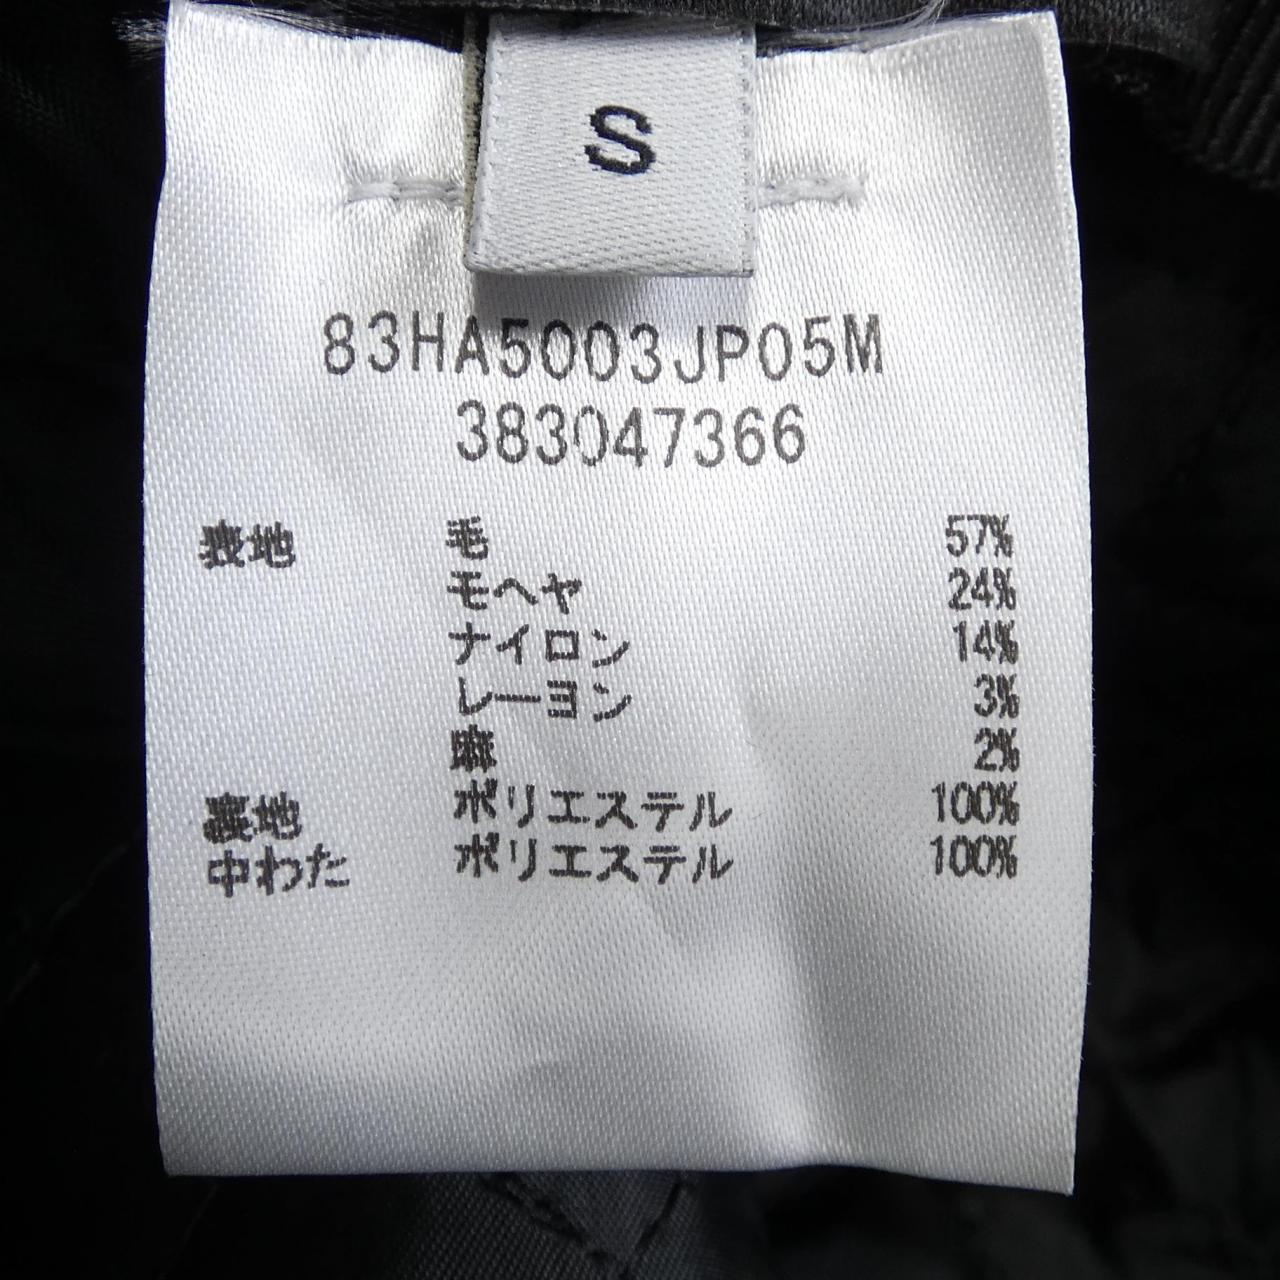 S
83HA5003JP05M
383047366
表地 毛 57%
モヘヤ 24%
ナイロン 14%
レーヨン 3%
麻 2%
裏地 ポリエステル 100%
中わた ポリエステル 100%